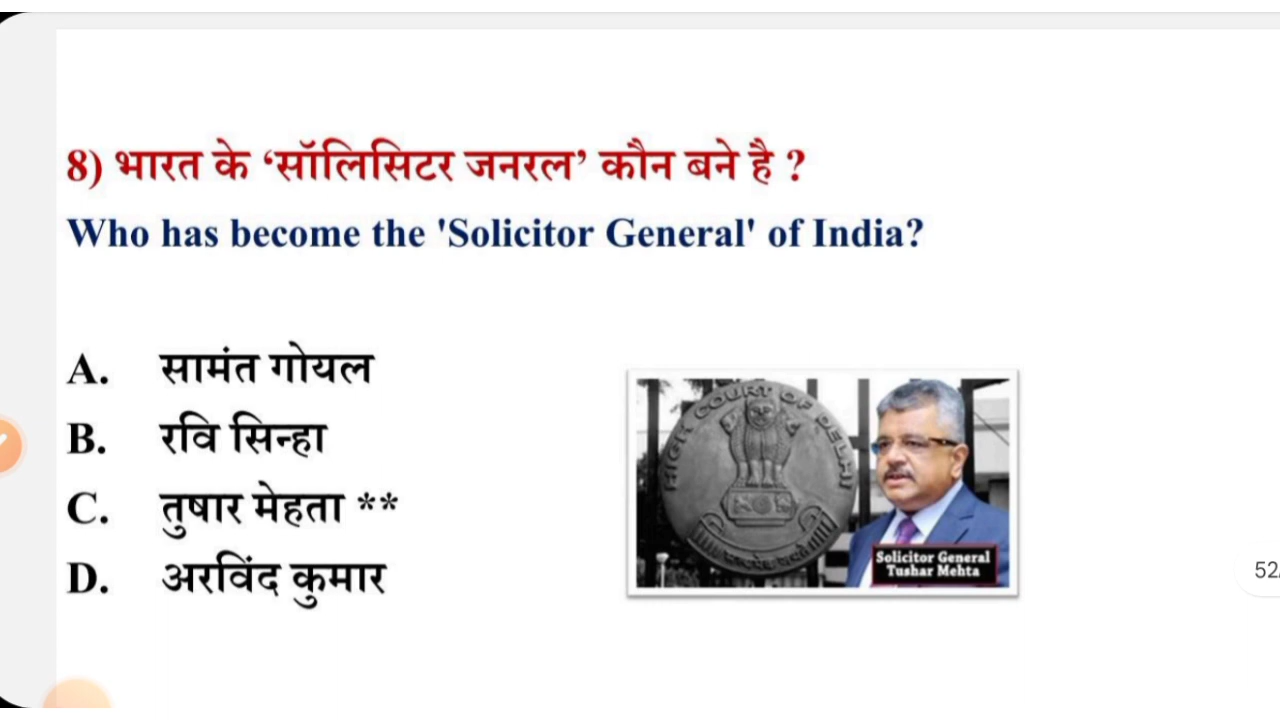 8) भारत के ‘सॉलिसिटर जनरल’ कौन बने है ?
Who has become the 'Solicitor General' of India?
A. सामंत गोयल
B. रवि सिन्हा
C. तुषार मेहता **
D. अरविंद कुमार
HIGH COURT OF DELHI
Solicitor General
Tushar Mehta
52